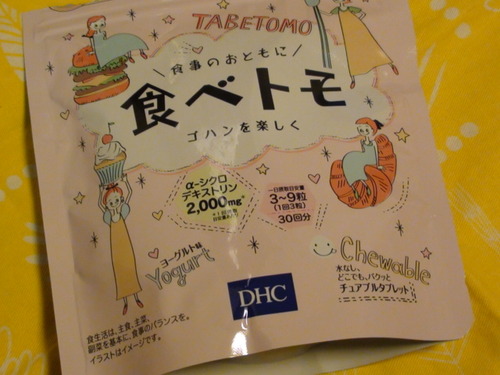 TABETOMO
食事のおともに
食べトモ
ゴハンを楽しく
α-シクロ
デキストリン
2,000mg*
一日摂取目安量
3～9粒
(1回3粒)
30回分
ヨーグルト味
Yogurt
Chewable
水なし、
どこでも、パクッと
チュアブルタブレット
DHC
食生活は、主食、主菜、
副菜を基本に、食事のバランスを。
イラストはイメージです。